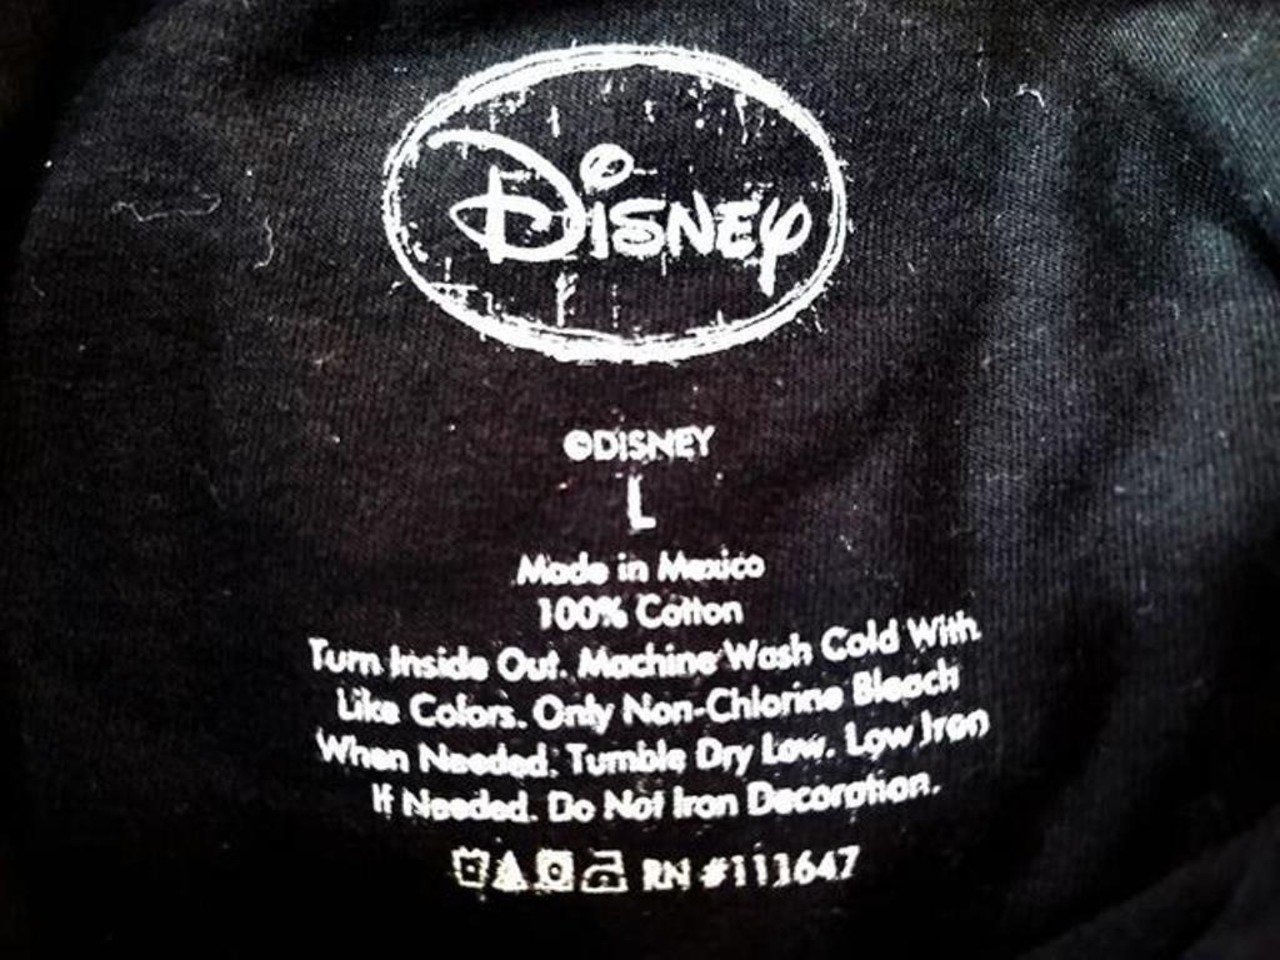 Disney
©DISNEY
L
Made in Mexico
100% Cotton
Turn Inside Out. Machine Wash Cold With
Like Colors. Only Non-Chlorine Bleach
When Needed. Tumble Dry Low. Low Iron
If Needed. Do Not Iron Decoration.
RN #111647